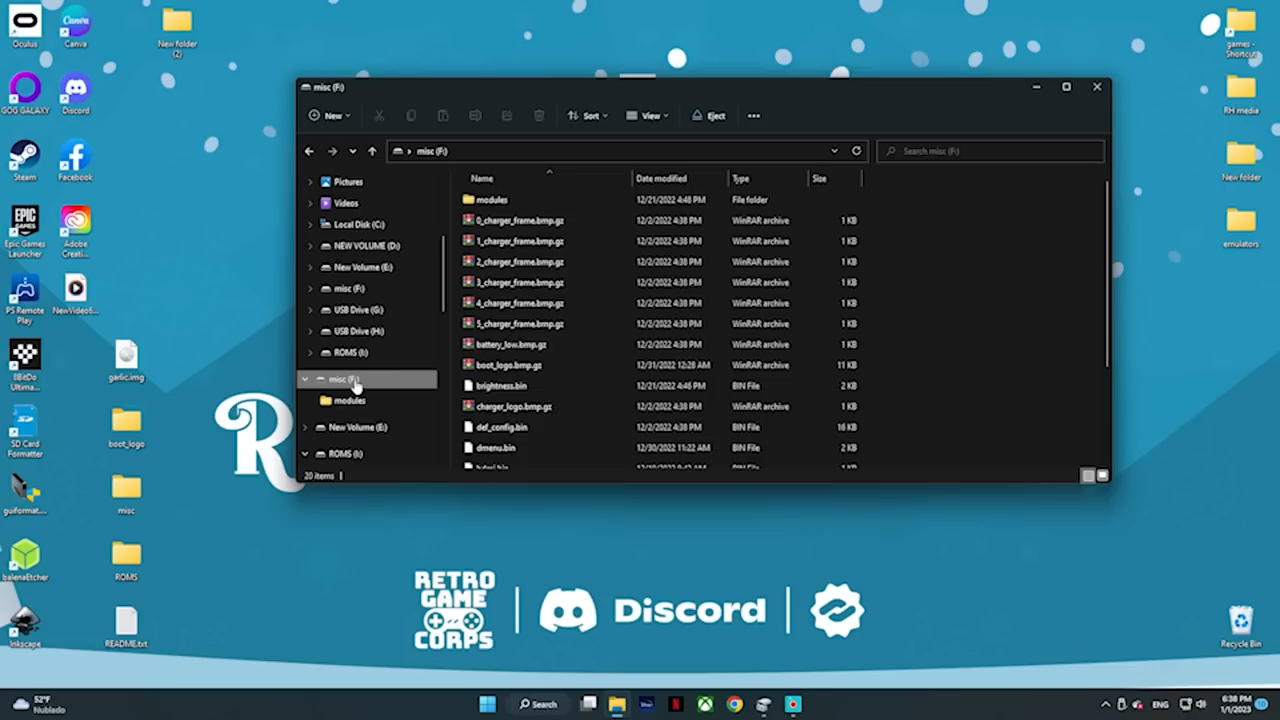 Oculus
Canva
New folder (2)
GOG GALAXY
Discord
Steam
Facebook
Epic Games Launcher
Adobe Creati...
PS Remote Play
NewVideo6...
8BitDo Ultima...
garlic.img
SD Card Formatter
boot_logo
guiformat....
misc
balenaEtcher
ROMS
Inkscape
README.txt
R
misc (F:)
New
Sort
View
Eject
misc (F:)
Search misc (F:)
Pictures
Videos
Local Disk (C:)
NEW VOLUME (D:)
New Volume (E:)
misc (F:)
USB Drive (G:)
USB Drive (H:)
ROMS (I:)
misc (F:)
modules
New Volume (E:)
ROMS (I:)
Name Date modified Type Size
modules 12/21/2022 4:48 PM File folder
0_charger_frame.bmp.gz 12/2/2022 4:38 PM WinRAR archive 1 KB
1_charger_frame.bmp.gz 12/2/2022 4:38 PM WinRAR archive 1 KB
2_charger_frame.bmp.gz 12/2/2022 4:38 PM WinRAR archive 1 KB
3_charger_frame.bmp.gz 12/2/2022 4:38 PM WinRAR archive 1 KB
4_charger_frame.bmp.gz 12/2/2022 4:38 PM WinRAR archive 1 KB
5_charger_frame.bmp.gz 12/2/2022 4:38 PM WinRAR archive 1 KB
battery_low.bmp.gz 12/2/2022 4:38 PM WinRAR archive 1 KB
boot_logo.bmp.gz 12/31/2022 12:28 AM WinRAR archive 11 KB
brightness.bin 12/21/2022 4:46 PM BIN File 2 KB
charger_logo.bmp.gz 12/2/2022 4:38 PM WinRAR archive 1 KB
def_config.bin 12/2/2022 4:38 PM BIN File 16 KB
dmenu.bin 12/30/2022 11:22 AM BIN File 2 KB
20 items
games - Shortcut
RH media
New folder
emulators
Recycle Bin
RETRO
GAME
CORPS
Discord
52°F
Nublado
Search
ENG
6:38 PM
1/1/2023